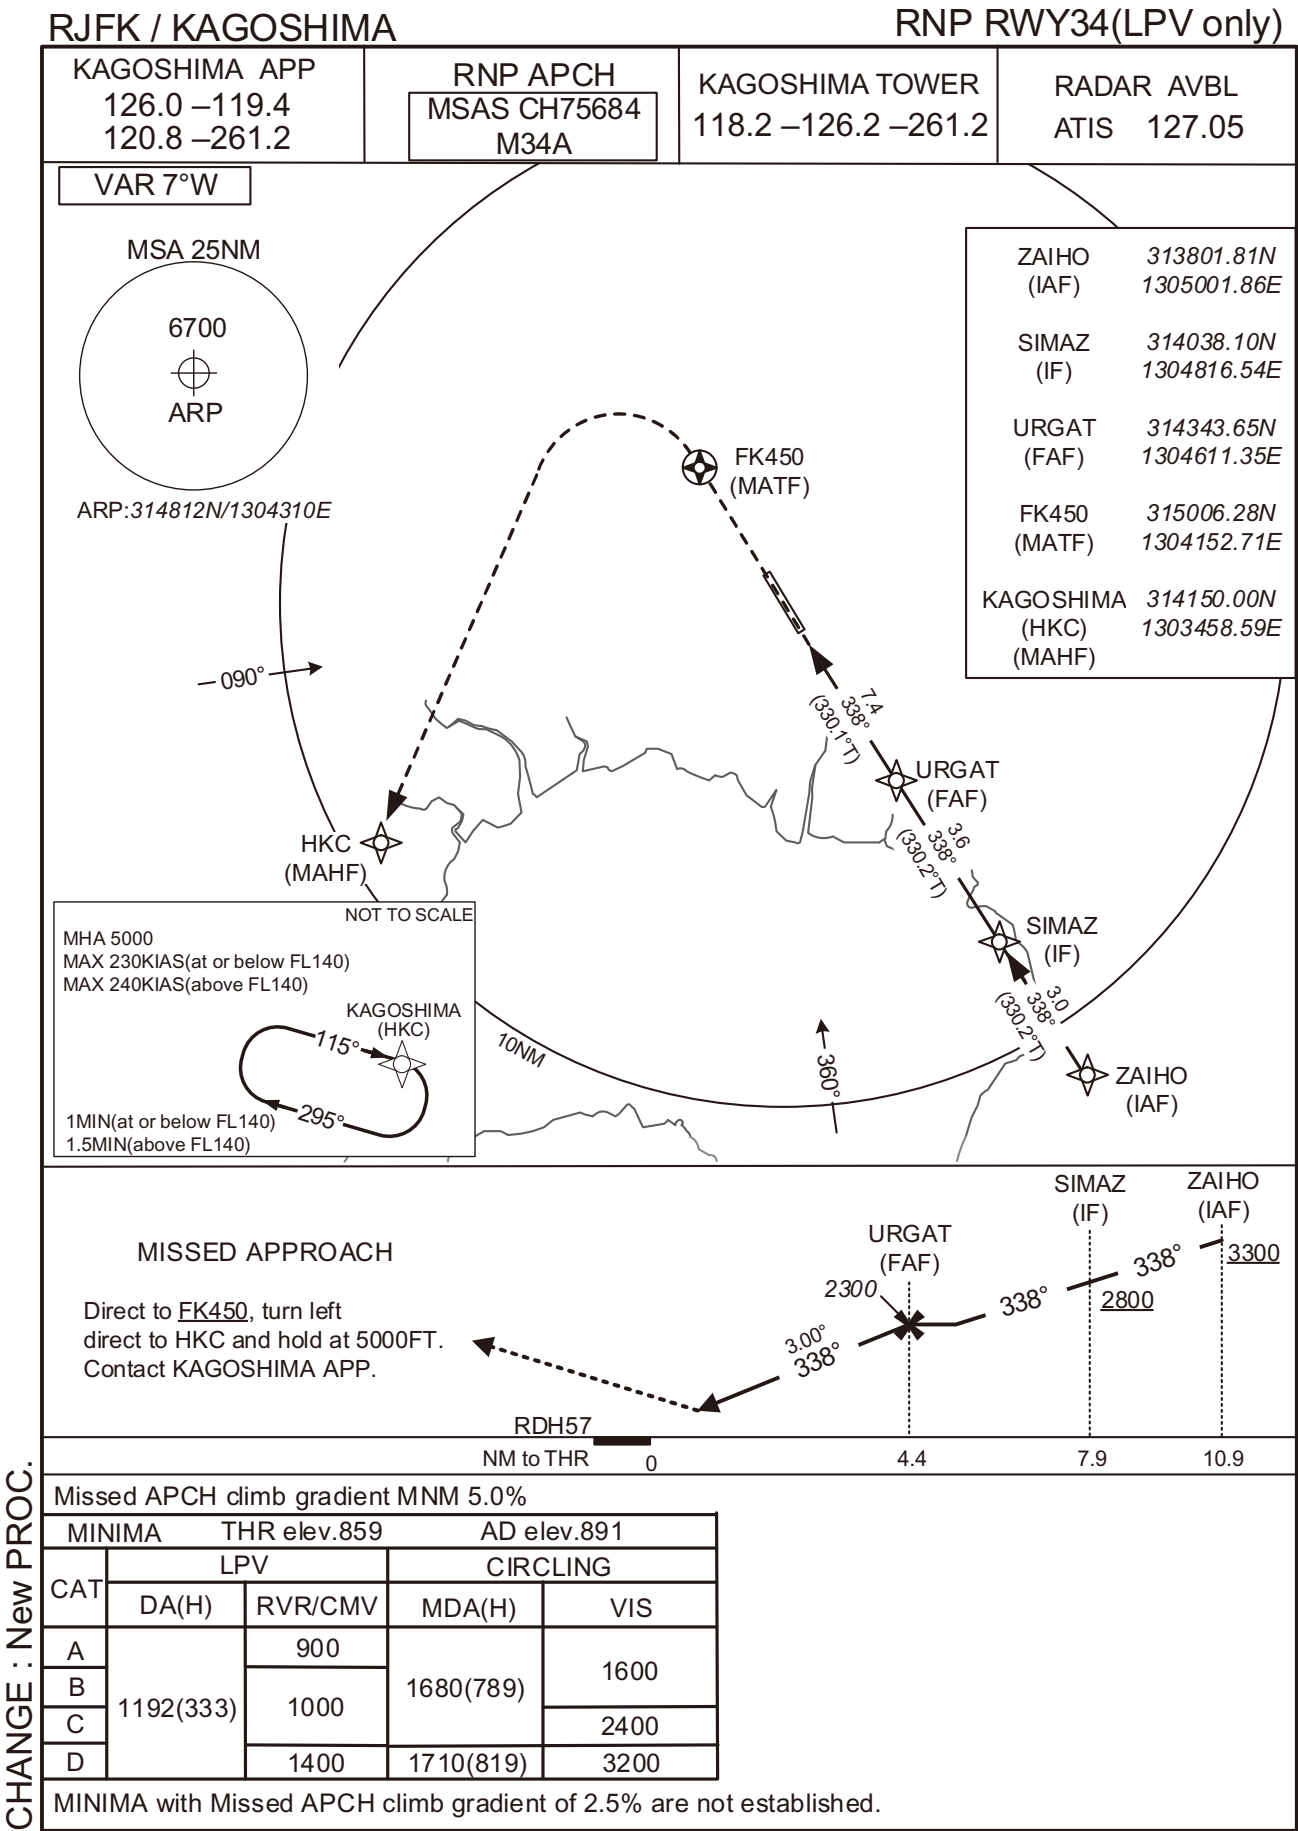 RJFK / KAGOSHIMA
RNP RWY34(LPV only)
KAGOSHIMA APP
126.0 –119.4
120.8 –261.2
RNP APCH
MSAS CH75684
M34A
KAGOSHIMA TOWER
118.2 –126.2 –261.2
RADAR AVBL
ATIS 127.05
VAR 7°W
MSA 25NM
6700
ARP
ARP:314812N/1304310E
ZAIHO 313801.81N
(IAF) 1305001.86E
SIMAZ 314038.10N
(IF) 1304816.54E
URGAT 314343.65N
(FAF) 1304611.35E
FK450 315006.28N
(MATF) 1304152.71E
KAGOSHIMA 314150.00N
(HKC) 1303458.59E
(MAHF)
FK450
(MATF)
090°
7.4
338°
(330.1°T)
URGAT
(FAF)
3.6
338°
(330.2°T)
HKC
(MAHF)
SIMAZ
(IF)
3.0
338°
(330.2°T)
ZAIHO
(IAF)
10NM
360°
NOT TO SCALE
MHA 5000
MAX 230KIAS(at or below FL140)
MAX 240KIAS(above FL140)
KAGOSHIMA
(HKC)
115°
295°
1MIN(at or below FL140)
1.5MIN(above FL140)
MISSED APPROACH
Direct to FK450, turn left
direct to HKC and hold at 5000FT.
Contact KAGOSHIMA APP.
SIMAZ
(IF)
ZAIHO
(IAF)
URGAT
(FAF)
2300
3.00°
338°
338°
338°
2800
3300
RDH57
NM to THR 0 4.4 7.9 10.9
Missed APCH climb gradient MNM 5.0%
MINIMA THR elev.859 AD elev.891
CAT LPV CIRCLING
DA(H) RVR/CMV MDA(H) VIS
A 900
B 1192(333) 1000 1680(789) 1600
C 2400
D 1400 1710(819) 3200
MINIMA with Missed APCH climb gradient of 2.5% are not established.
CHANGE : New PROC.